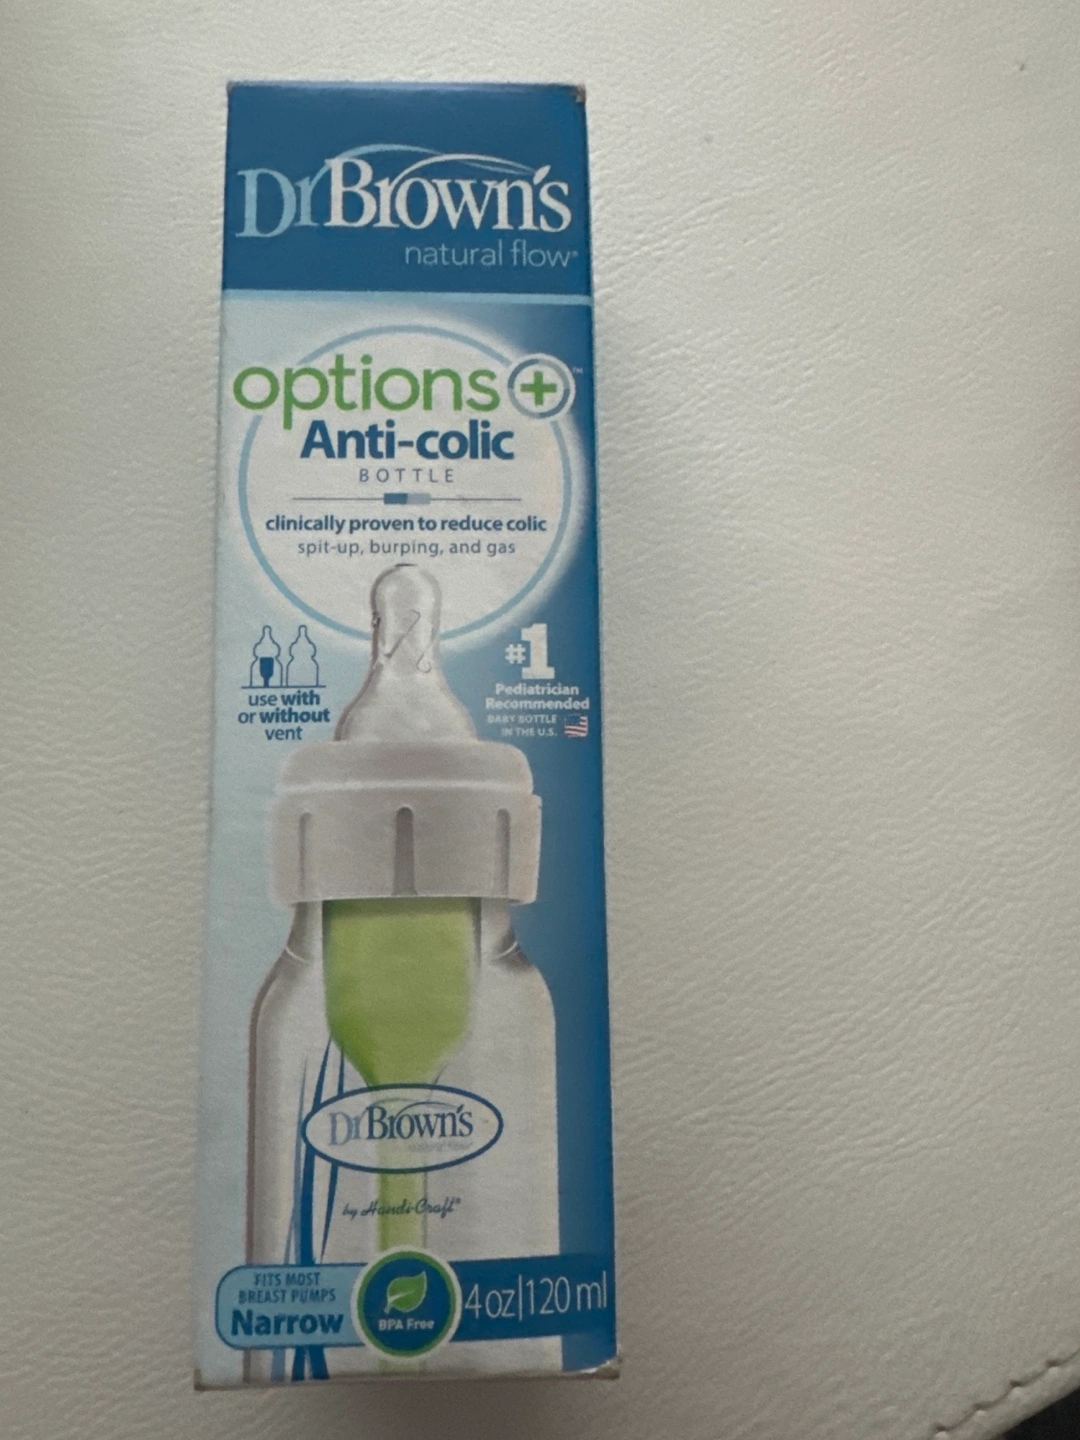 Dr Brown's
natural flow®
options+™
Anti-colic
BOTTLE
clinically proven to reduce colic
spit-up, burping, and gas
use with
or without
vent
#1
Pediatrician
Recommended
BABY BOTTLE
IN THE U.S.
Dr Brown's
by Handi-Craft®
FITS MOST
BREAST PUMPS
Narrow
BPA Free
4 oz|120 ml